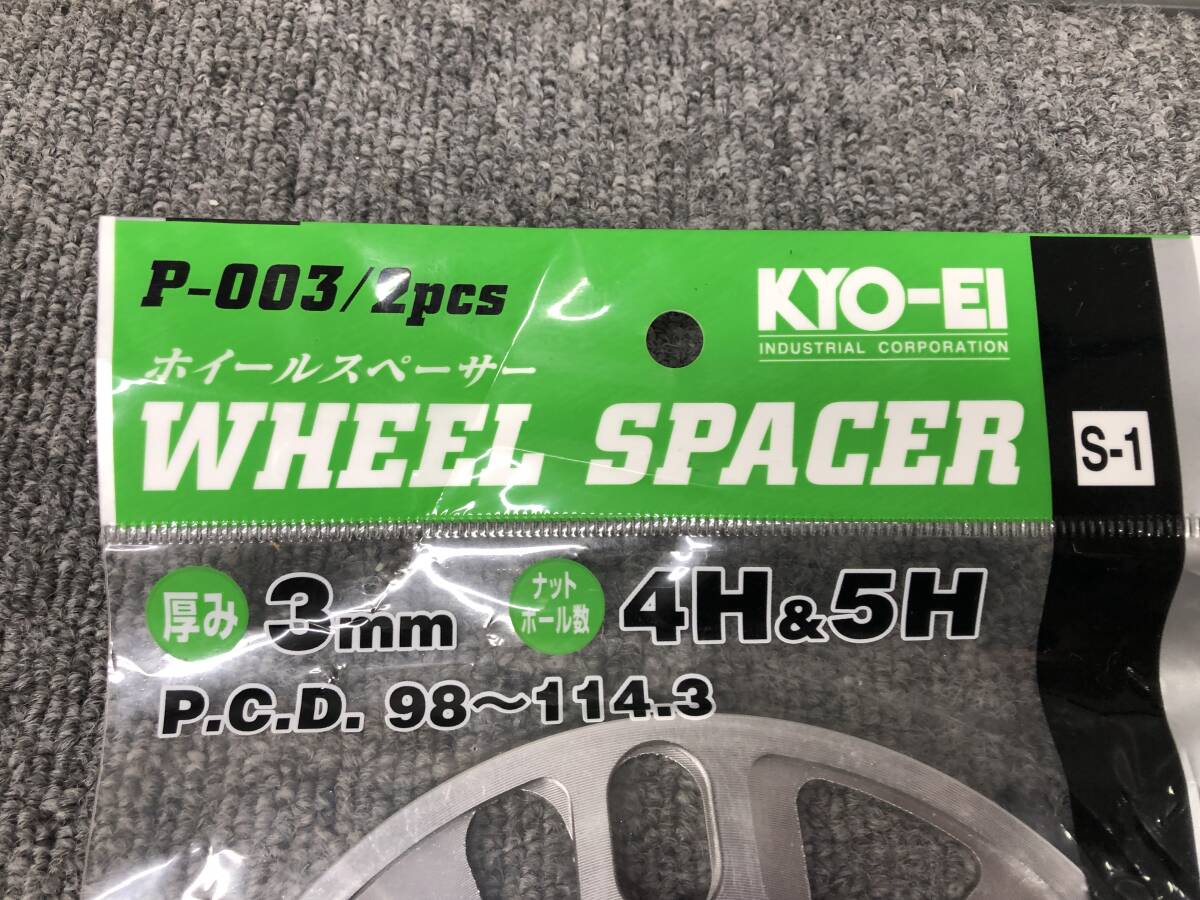 P-003/2pcs
KYO-EI
INDUSTRIAL CORPORATION
ホイールスペーサー
WHEEL SPACER
S-1
厚み 3mm ナットホール数 4H&5H
P.C.D. 98〜114.3